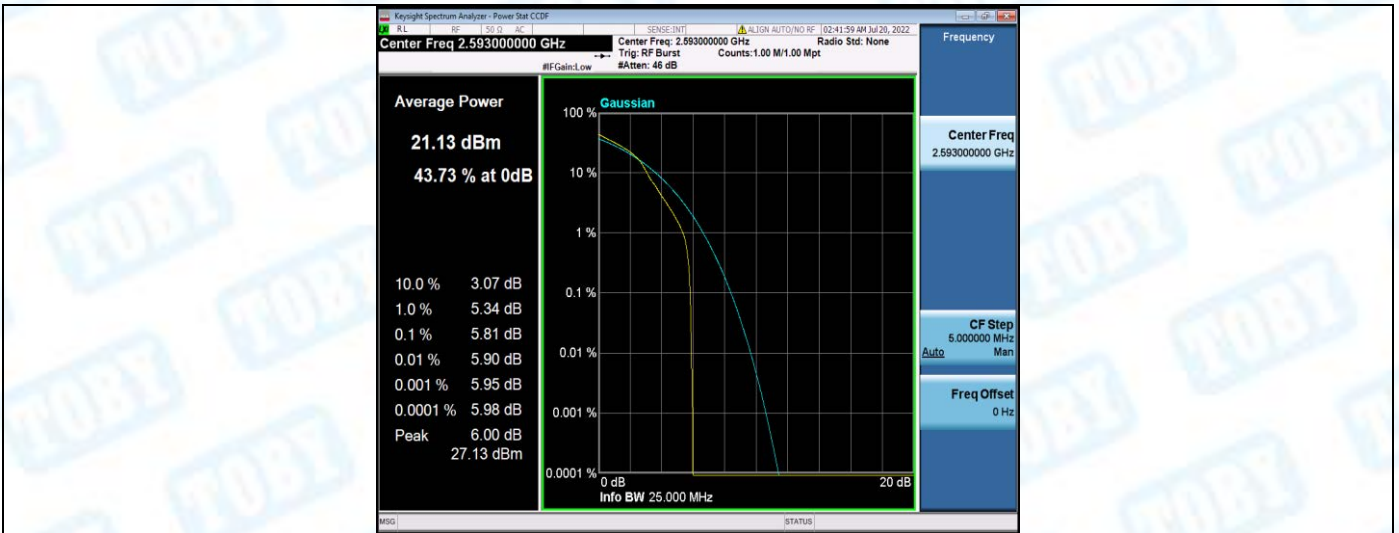 Keysight Spectrum Analyzer - Power Stat CCDF
RL RF 50 Ω AC SENSE:INT ALIGN AUTO/NO RF 02:41:59 AM Jul 20, 2022
Center Freq 2.593000000 GHz
Center Freq: 2.593000000 GHz Radio Std: None
Trig: RF Burst Counts:1.00 M/1.00 Mpt
#IFGain:Low #Atten: 46 dB
Frequency
Average Power
21.13 dBm
43.73 % at 0dB
10.0 % 3.07 dB
1.0 % 5.34 dB
0.1 % 5.81 dB
0.01 % 5.90 dB
0.001 % 5.95 dB
0.0001 % 5.98 dB
Peak 6.00 dB
27.13 dBm
Gaussian
100 %
10 %
1 %
0.1 %
0.01 %
0.001 %
0.0001 %
0 dB 20 dB
Info BW 25.000 MHz
Center Freq
2.593000000 GHz
CF Step
5.000000 MHz
Auto Man
Freq Offset
0 Hz
MSG STATUS
TOBY